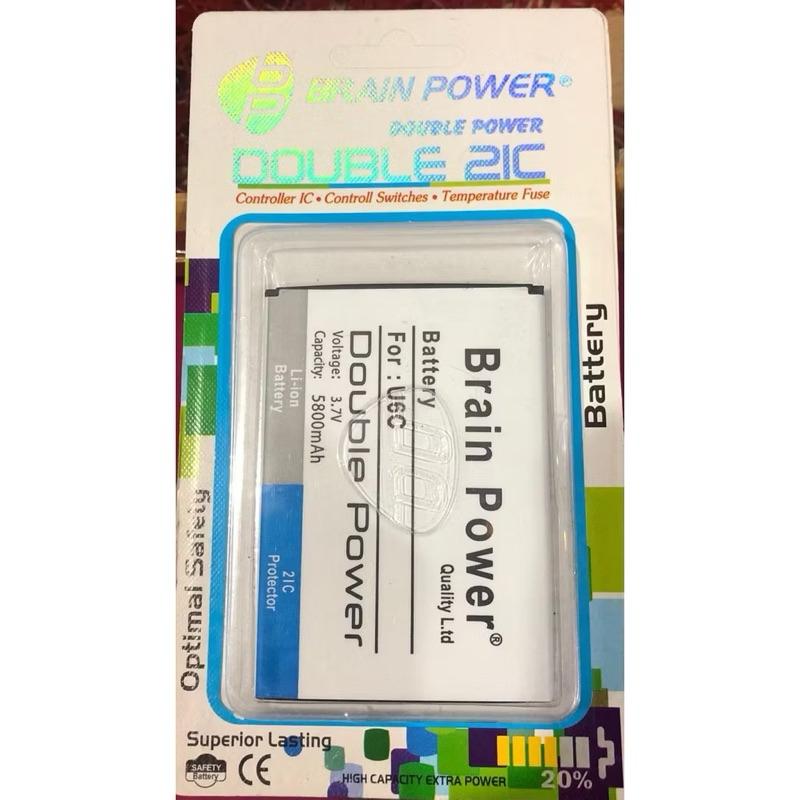 BRAIN POWER®
DOUBLE POWER
DOUBLE 2IC
Controller IC • Controll Switches • Temperature Fuse
Battery
Brain Power®
Quality L.td
Battery
For : U6C
Double Power
Voltage: 3.7V
Capacity: 5800mAh
Li-ion
Battery
2IC
Protector
Optimal Safety
Superior Lasting
SAFETY
Battery
CE
HIGH CAPACITY EXTRA POWER
20%